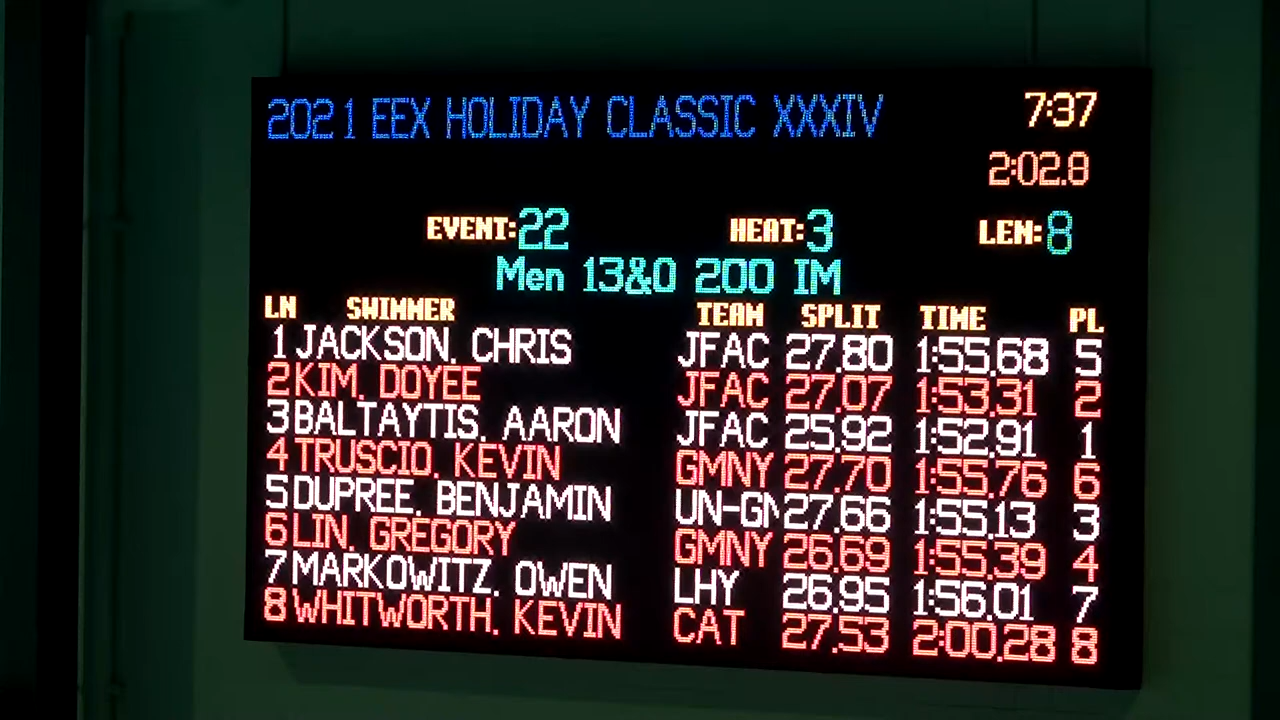 2021 EEX HOLIDAY CLASSIC XXXIV 7:37
2:02.8
EVENT:22 HEAT:3 LEN:8
Men 13&O 200 IM
LN SWIMMER TEAM SPLIT TIME PL
1 JACKSON, CHRIS JFAC 27.80 1:55.68 5
2 KIM, DOYEE JFAC 27.07 1:53.31 2
3 BALTAYTIS, AARON JFAC 25.92 1:52.91 1
4 TRUSCIO, KEVIN GMNY 27.70 1:55.76 6
5 DUPREE, BENJAMIN UN-GN 27.66 1:55.13 3
6 LIN, GREGORY GMNY 26.69 1:55.39 4
7 MARKOWITZ, OWEN LHY 26.95 1:56.01 7
8 WHITWORTH, KEVIN CAT 27.53 2:00.28 8